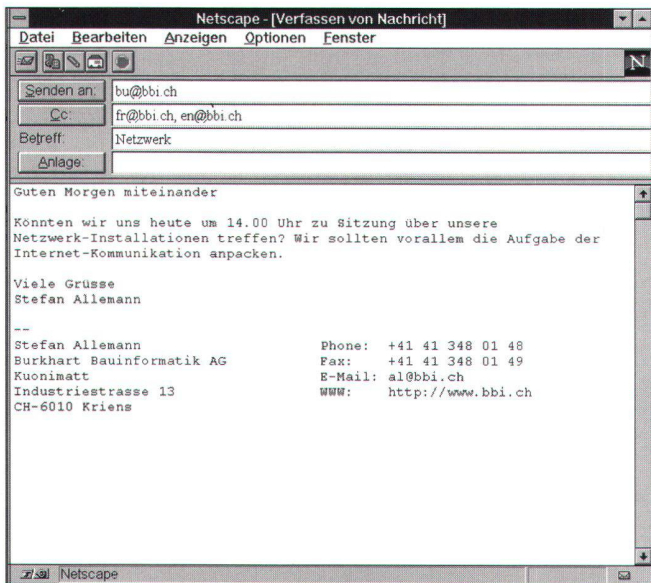 Netscape - [Verfassen von Nachricht]
Datei Bearbeiten Anzeigen Optionen Fenster
N
Senden an: bu@bbi.ch
Cc: fr@bbi.ch, en@bbi.ch
Betreff: Netzwerk
Anlage:
Guten Morgen miteinander
Könnten wir uns heute um 14.00 Uhr zu Sitzung über unsere
Netzwerk-Installationen treffen? Wir sollten vorallem die Aufgabe der
Internet-Kommunikation anpacken.
Viele Grüsse
Stefan Allemann
--
Stefan Allemann Phone: +41 41 348 01 48
Burkhart Bauinformatik AG Fax: +41 41 348 01 49
Kuonimatt E-Mail: al@bbi.ch
Industriestrasse 13 WWW: http://www.bbi.ch
CH-6010 Kriens
Netscape